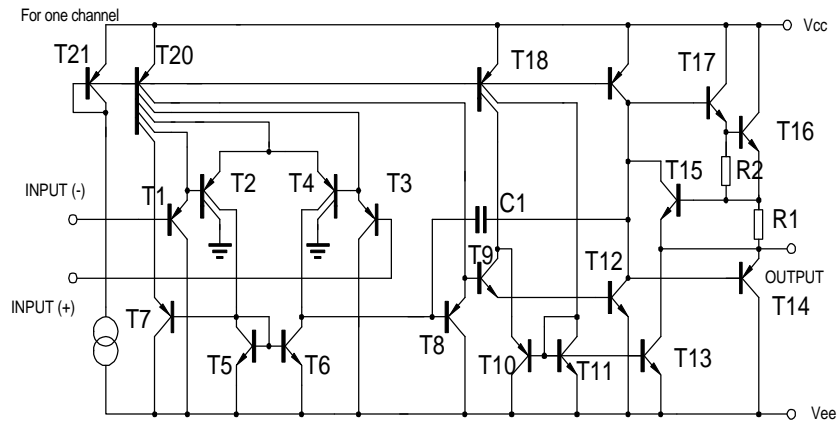 For one channel
Vcc
T21
T20
T18
T17
T16
T15
R2
INPUT (-)
T1
T2
T4
T3
C1
R1
T9
T12
OUTPUT
INPUT (+)
T7
T8
T14
T5
T6
T10
T11
T13
Vee